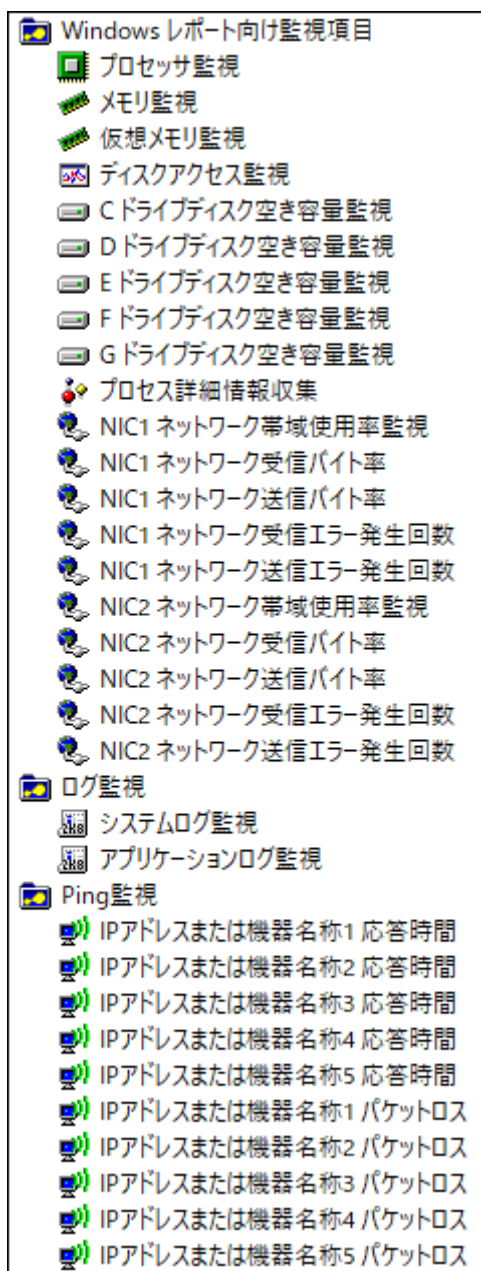 Windows レポート向け監視項目
プロセッサ監視
メモリ監視
仮想メモリ監視
ディスクアクセス監視
C ドライブディスク空き容量監視
D ドライブディスク空き容量監視
E ドライブディスク空き容量監視
F ドライブディスク空き容量監視
G ドライブディスク空き容量監視
プロセス詳細情報収集
NIC1 ネットワーク帯域使用率監視
NIC1 ネットワーク受信バイト率
NIC1 ネットワーク送信バイト率
NIC1 ネットワーク受信エラー発生回数
NIC1 ネットワーク送信エラー発生回数
NIC2 ネットワーク帯域使用率監視
NIC2 ネットワーク受信バイト率
NIC2 ネットワーク送信バイト率
NIC2 ネットワーク受信エラー発生回数
NIC2 ネットワーク送信エラー発生回数
ログ監視
システムログ監視
アプリケーションログ監視
Ping監視
IPアドレスまたは機器名称1 応答時間
IPアドレスまたは機器名称2 応答時間
IPアドレスまたは機器名称3 応答時間
IPアドレスまたは機器名称4 応答時間
IPアドレスまたは機器名称5 応答時間
IPアドレスまたは機器名称1 パケットロス
IPアドレスまたは機器名称2 パケットロス
IPアドレスまたは機器名称3 パケットロス
IPアドレスまたは機器名称4 パケットロス
IPアドレスまたは機器名称5 パケットロス